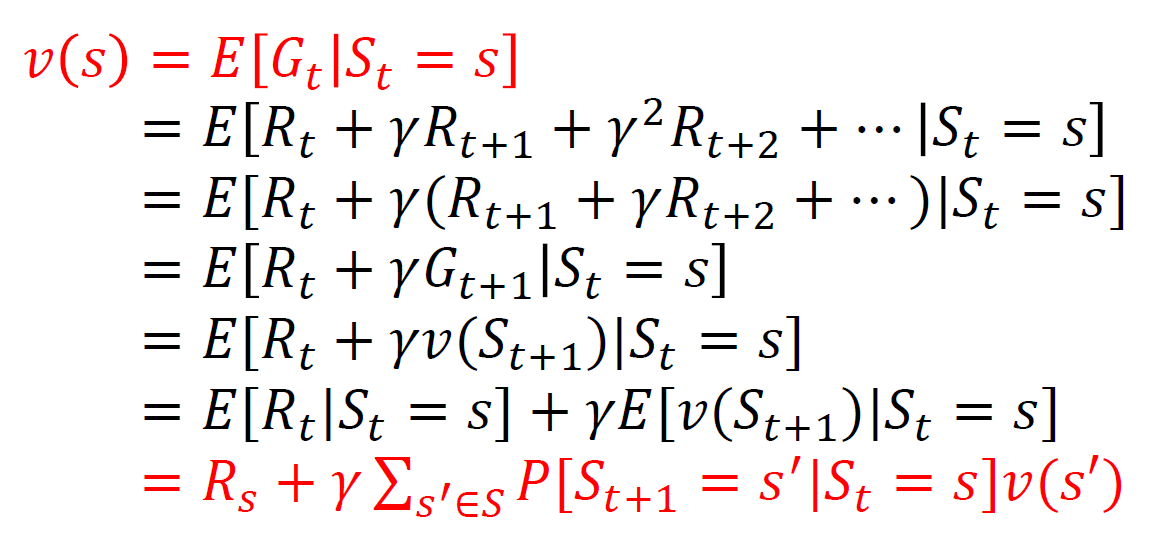 v(s) = E[G_t|S_t = s]
= E[R_t + γR_{t+1} + γ^2R_{t+2} + ⋯ |S_t = s]
= E[R_t + γ(R_{t+1} + γR_{t+2} + ⋯ )|S_t = s]
= E[R_t + γG_{t+1}|S_t = s]
= E[R_t + γv(S_{t+1})|S_t = s]
= E[R_t|S_t = s] + γE[v(S_{t+1})|S_t = s]
= R_s + γ ∑_{s′∈S} P[S_{t+1} = s′|S_t = s]v(s′)